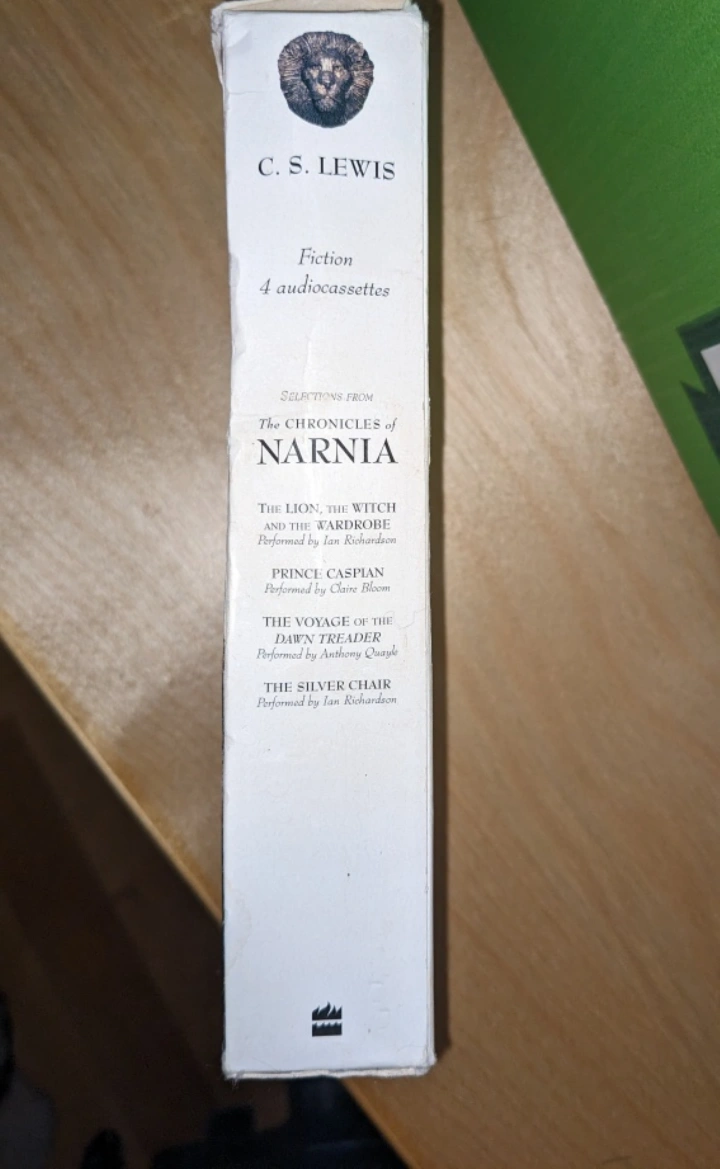 C. S. LEWIS
Fiction
4 audiocassettes
SELECTIONS FROM
The CHRONICLES of
NARNIA
THE LION, THE WITCH
AND THE WARDROBE
Performed by Ian Richardson
PRINCE CASPIAN
Performed by Claire Bloom
THE VOYAGE OF THE
DAWN TREADER
Performed by Anthony Quayle
THE SILVER CHAIR
Performed by Ian Richardson